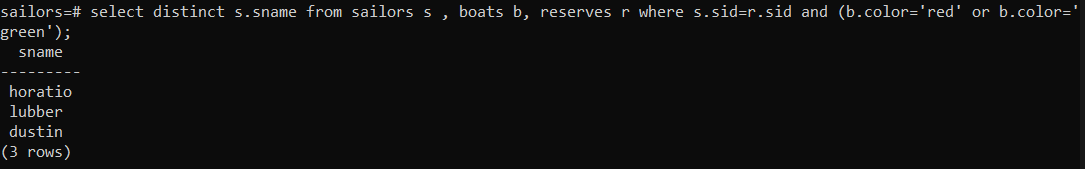 sailors=# select distinct s.sname from sailors s , boats b, reserves r where s.sid=r.sid and (b.color='red' or b.color='
green');
  sname
---------
 horatio
 lubber
 dustin
(3 rows)